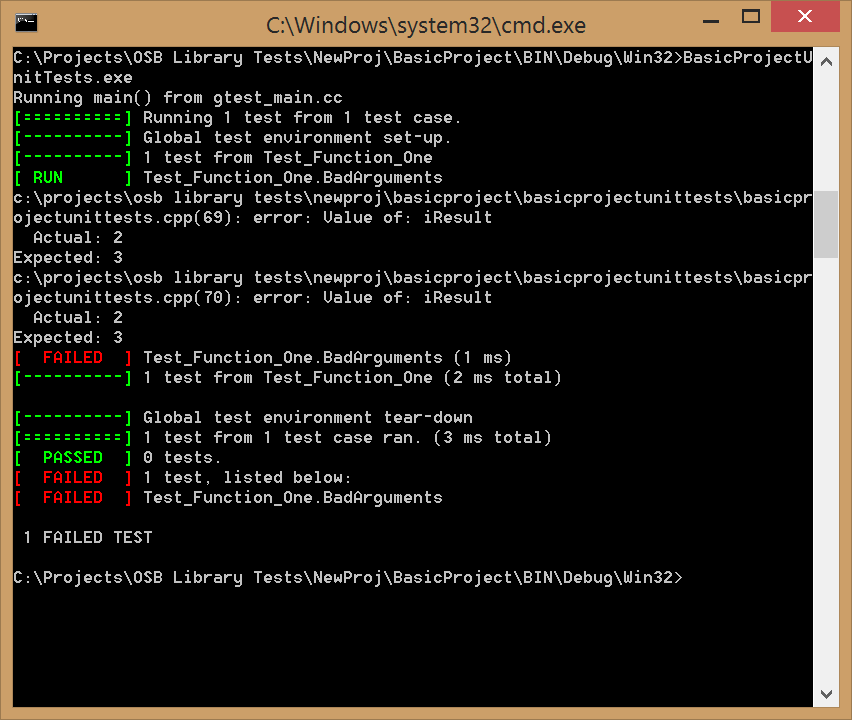 C:\Windows\system32\cmd.exe
C:\Projects\OSB Library Tests\NewProj\BasicProject\BIN\Debug\Win32>BasicProjectU
nitTests.exe
Running main() from gtest_main.cc
[==========] Running 1 test from 1 test case.
[----------] Global test environment set-up.
[----------] 1 test from Test_Function_One
[ RUN      ] Test_Function_One.BadArguments
c:\projects\osb library tests\newproj\basicproject\basicprojectunittests\basicpr
ojectunittests.cpp(69): error: Value of: iResult
  Actual: 2
Expected: 3
c:\projects\osb library tests\newproj\basicproject\basicprojectunittests\basicpr
ojectunittests.cpp(70): error: Value of: iResult
  Actual: 2
Expected: 3
[  FAILED  ] Test_Function_One.BadArguments (1 ms)
[----------] 1 test from Test_Function_One (2 ms total)

[----------] Global test environment tear-down
[==========] 1 test from 1 test case ran. (3 ms total)
[  PASSED  ] 0 tests.
[  FAILED  ] 1 test, listed below:
[  FAILED  ] Test_Function_One.BadArguments

 1 FAILED TEST

C:\Projects\OSB Library Tests\NewProj\BasicProject\BIN\Debug\Win32>